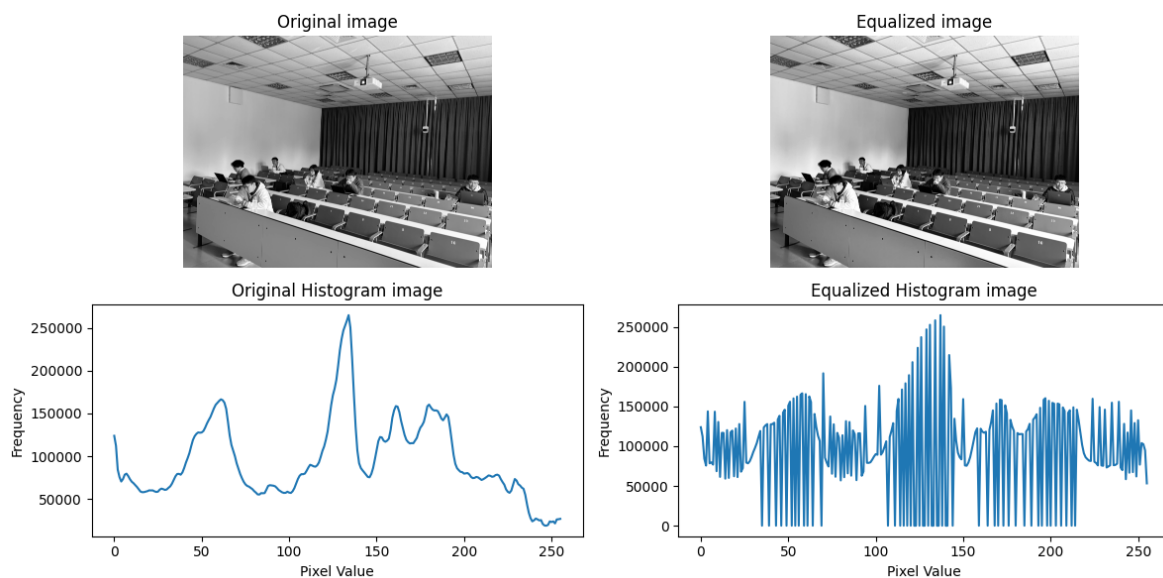 Original image
Equalized image
Original Histogram image
250000
200000
150000
100000
50000
Frequency
0 50 100 150 200 250
Pixel Value
Equalized Histogram image
250000
200000
150000
100000
50000
0
Frequency
0 50 100 150 200 250
Pixel Value